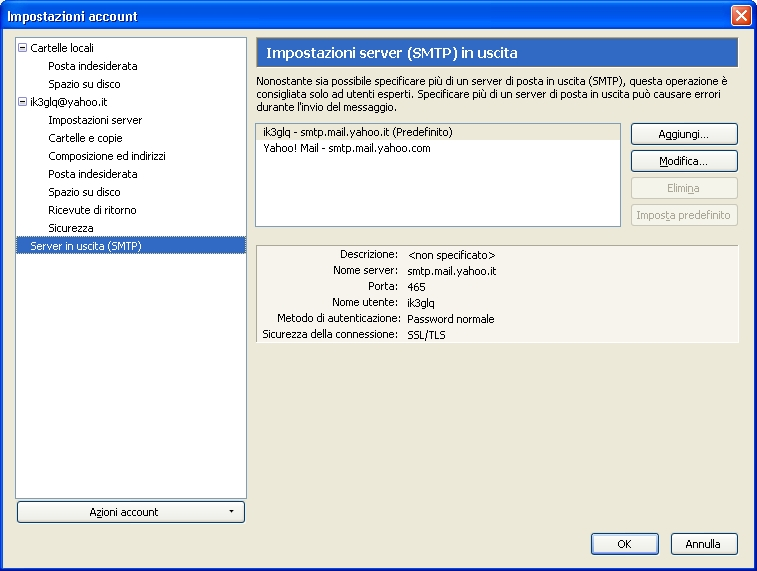 Impostazioni account
Cartelle locali
Posta indesiderata
Spazio su disco
ik3glq@yahoo.it
Impostazioni server
Cartelle e copie
Composizione ed indirizzi
Posta indesiderata
Spazio su disco
Ricevute di ritorno
Sicurezza
Server in uscita (SMTP)
Azioni account
Impostazioni server (SMTP) in uscita
Nonostante sia possibile specificare più di un server di posta in uscita (SMTP), questa operazione è
consigliata solo ad utenti esperti. Specificare più di un server di posta in uscita può causare errori
durante l'invio del messaggio.
ik3glq - smtp.mail.yahoo.it (Predefinito)
Yahoo! Mail - smtp.mail.yahoo.com
Aggiungi...
Modifica...
Elimina
Imposta predefinito
Descrizione: <non specificato>
Nome server: smtp.mail.yahoo.it
Porta: 465
Nome utente: ik3glq
Metodo di autenticazione: Password normale
Sicurezza della connessione: SSL/TLS
OK
Annulla